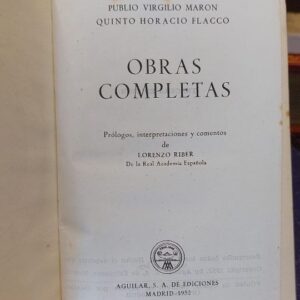 PUBLIO VIRGILIO MARON
QUINTO HORACIO FLACCO
OBRAS
COMPLETAS
Prólogos, interpretaciones y comentos
de
LORENZO RIBER
De la Real Academia Española
AGUILAR, S. A. DE EDICIONES
MADRID - 1952